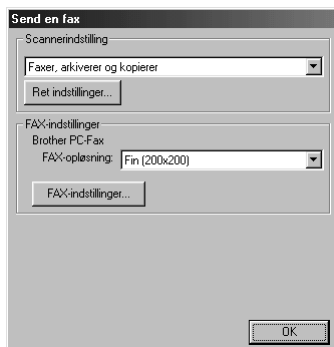 Send en fax
Scannerindstilling
Faxer, arkiverer og kopierer
Ret indstillinger...
FAX-indstillinger
Brother PC-Fax
FAX-opløsning: Fin (200x200)
FAX-indstillinger...
OK